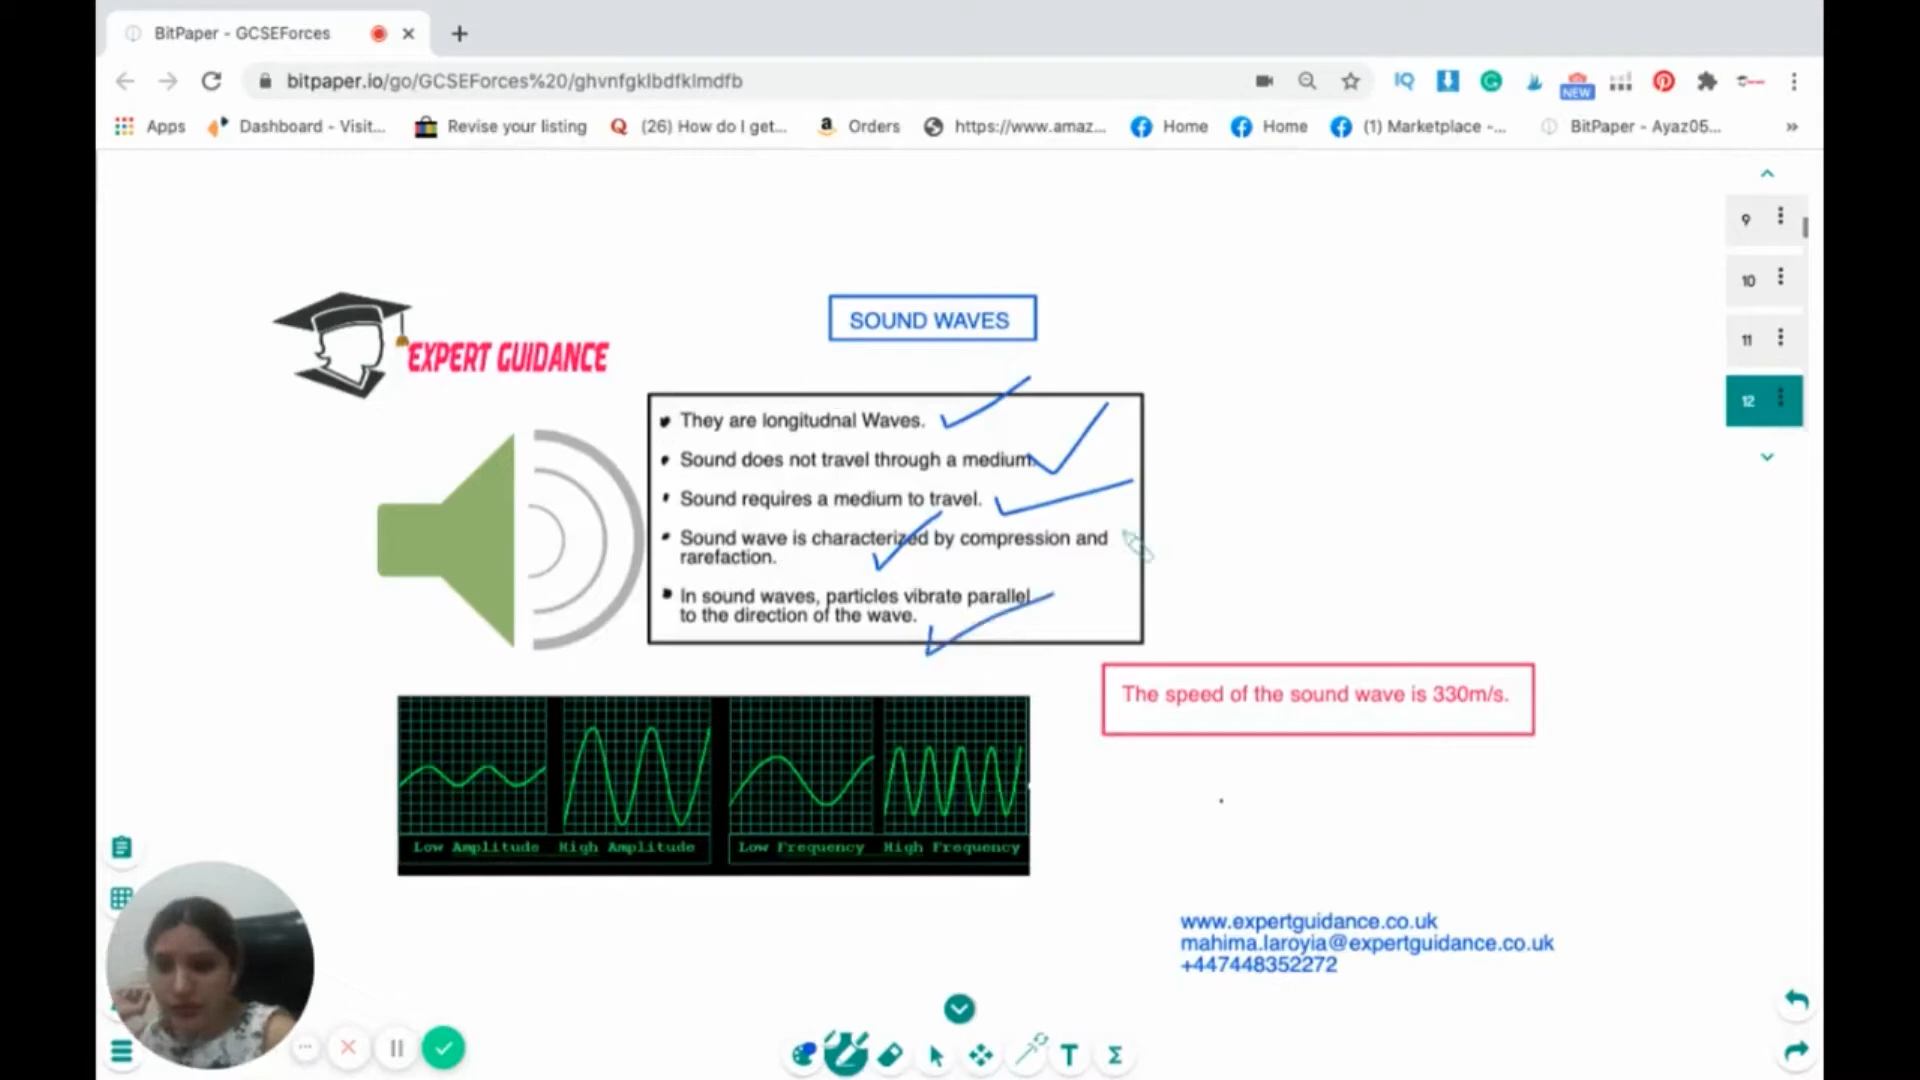 BitPaper - GCSEForces
bitpaper.io/go/GCSEForces%20/ghvnfgklbdfklmdfb
NEW
Apps
Dashboard - Visit...
Revise your listing
(26) How do I get...
Orders
https://www.amaz...
Home
Home
(1) Marketplace -...
BitPaper - Ayaz05...
9
10
11
12
SOUND WAVES
EXPERT GUIDANCE
They are longitudnal Waves.
Sound does not travel through a medium.
Sound requires a medium to travel.
Sound wave is characterized by compression and
rarefaction.
In sound waves, particles vibrate parallel
to the direction of the wave.
The speed of the sound wave is 330m/s.
Low Amplitude High Amplitude Low Frequency High Frequency
www.expertguidance.co.uk
mahima.laroyia@expertguidance.co.uk
+447448352272